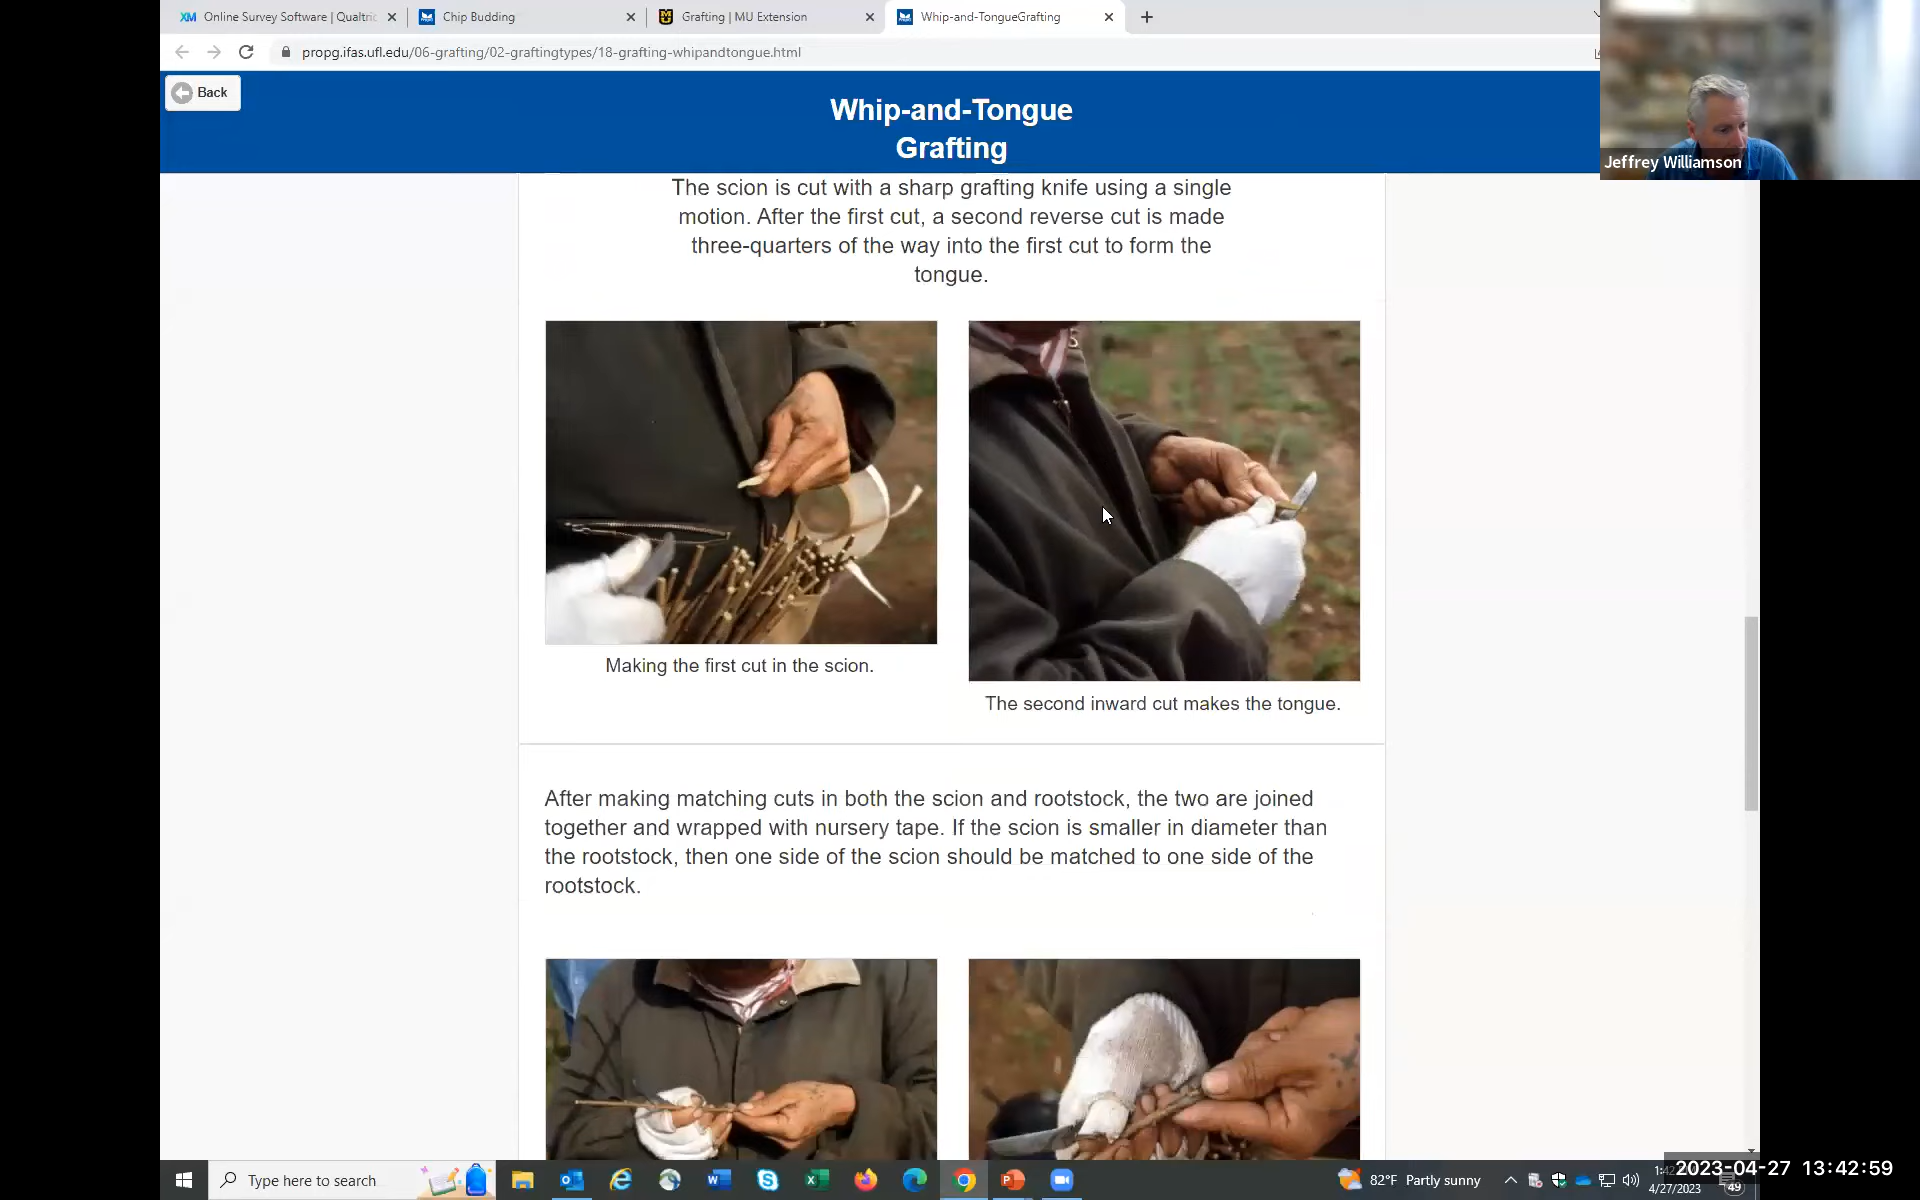 Online Survey Software | Qualtric
Chip Budding
Grafting | MU Extension
Whip-and-TongueGrafting
propg.ifas.ufl.edu/06-grafting/02-graftingtypes/18-grafting-whipandtongue.html
Back
Whip-and-Tongue
Grafting
Jeffrey Williamson
The scion is cut with a sharp grafting knife using a single
motion. After the first cut, a second reverse cut is made
three-quarters of the way into the first cut to form the
tongue.
Making the first cut in the scion.
The second inward cut makes the tongue.
After making matching cuts in both the scion and rootstock, the two are joined
together and wrapped with nursery tape. If the scion is smaller in diameter than
the rootstock, then one side of the scion should be matched to one side of the
rootstock.
Type here to search
82°F Partly sunny
2023-04-27 13:42:59
4/27/2023
49